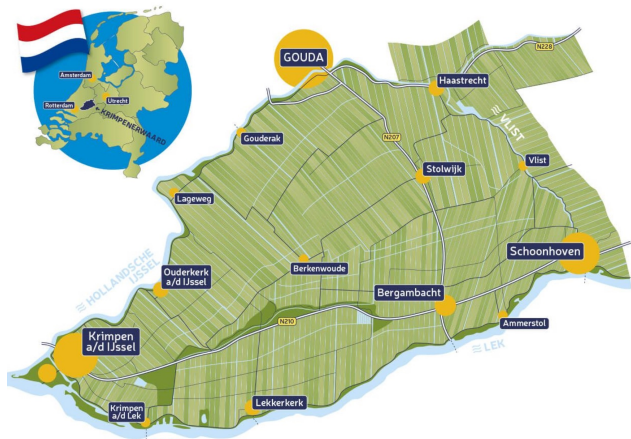 Amsterdam
Utrecht
Rotterdam
KRIMPENERWAARD
GOUDA
N228
Haastrecht
VLIST
Gouderak
N207
Stolwijk
Vlist
Lageweg
HOLLANDSCHE
IJSSEL
Berkenwoude
Schoonhoven
Ouderkerk
a/d IJssel
Bergambacht
N210
Ammerstol
Krimpen
a/d IJssel
LEK
Krimpen
a/d Lek
Lekkerkerk